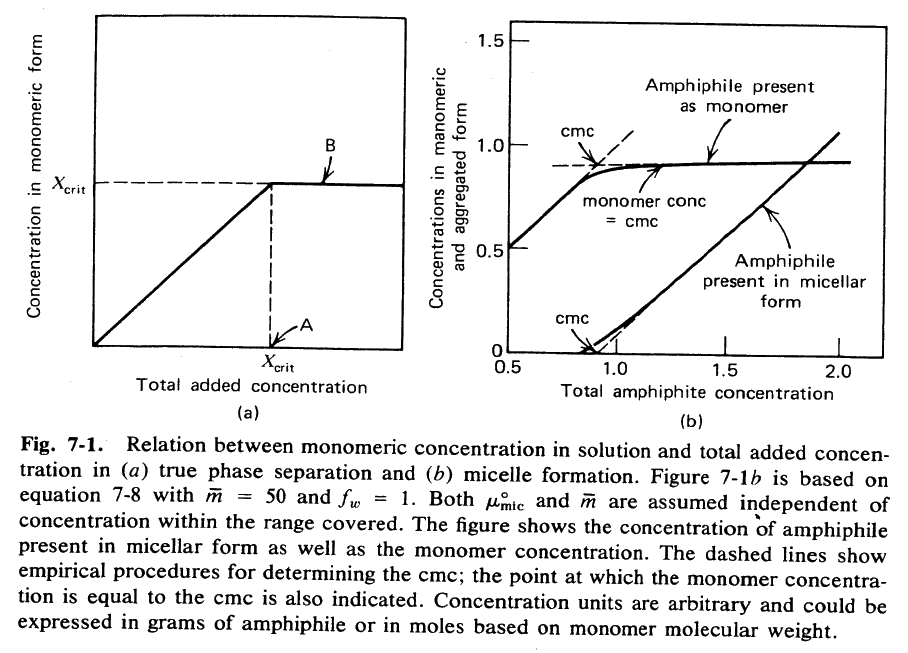 Concentration in monomeric form
X_crit
B
A
X_crit
Total added concentration
(a)
Concentrations in manomeric
and aggregated form
1.5
1.0
0.5
0
0.5
1.0
1.5
2.0
Amphiphile present
as monomer
cmc
monomer conc
= cmc
Amphiphile
present in micellar
form
cmc
Total amphiphite concentration
(b)
Fig. 7-1. Relation between monomeric concentration in solution and total added concen-
tration in (a) true phase separation and (b) micelle formation. Figure 7-1b is based on
equation 7-8 with m̅ = 50 and f_w = 1. Both μ°_mic and m̅ are assumed independent of
concentration within the range covered. The figure shows the concentration of amphiphile
present in micellar form as well as the monomer concentration. The dashed lines show
empirical procedures for determining the cmc; the point at which the monomer concentra-
tion is equal to the cmc is also indicated. Concentration units are arbitrary and could be
expressed in grams of amphiphile or in moles based on monomer molecular weight.